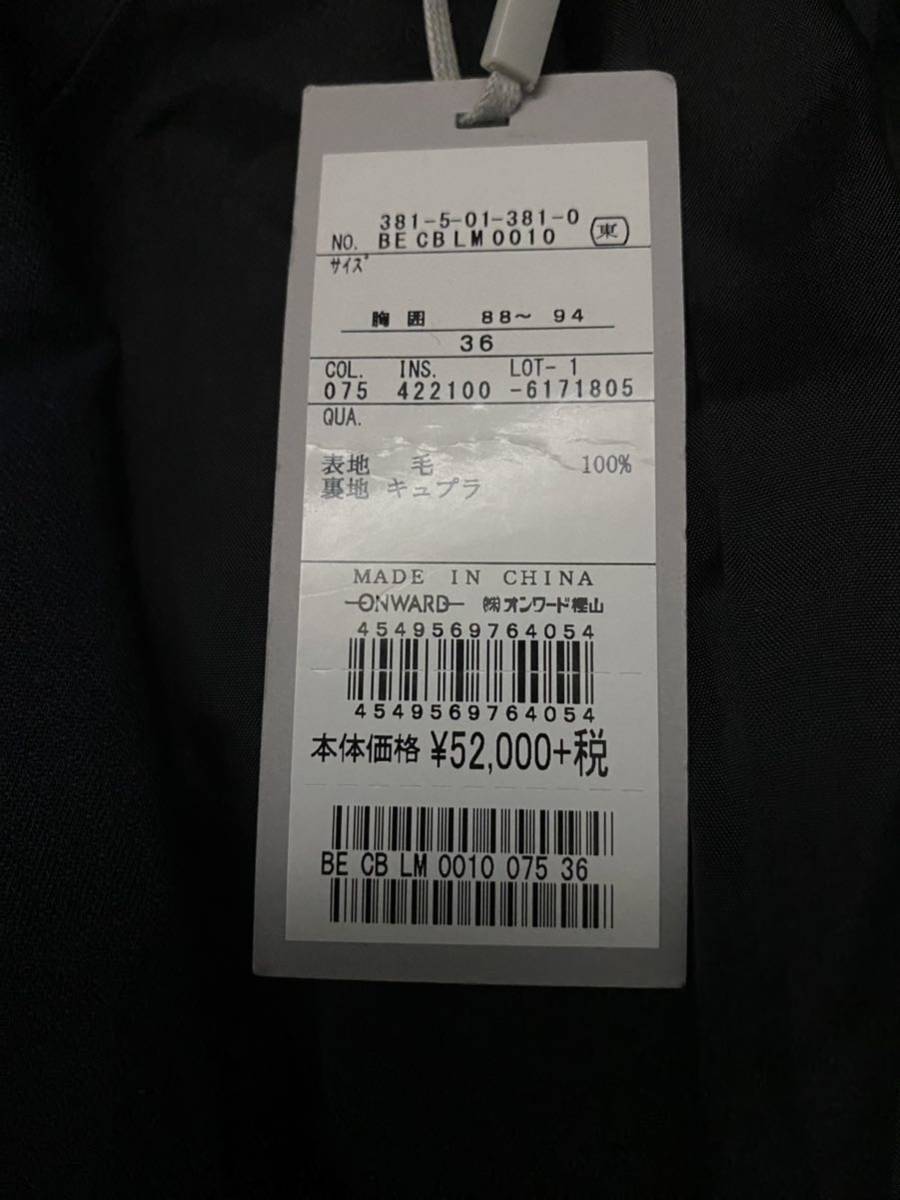 381-5-01-381-0
NO. BE CB LM 0010 東
サイズ
胸囲 88～94
36
COL. INS. LOT-1
075 422100 -6171805
QUA.
表地 毛 100%
裏地 キュプラ
MADE IN CHINA
ONWARD ㈱オンワード樫山
4549569764054
4549569764054
本体価格 ¥52,000+税
BE CB LM 0010 075 36